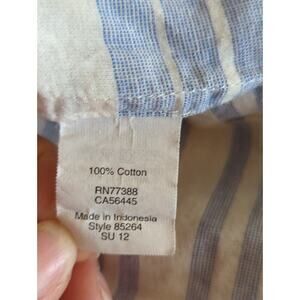 100% Cotton
RN77388
CA56445
Made in Indonesia
Style 85264
SU 12